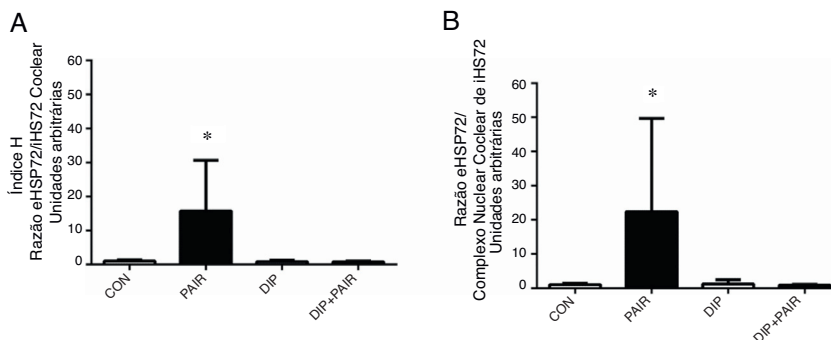 A
Índice H
Razão eHSP72/iHS72 Coclear
Unidades arbitrárias
60
50
40
30
20
10
0
*
CON
PAIR
DIP
DIP+PAIR
B
Razão eHSP72/
Complexo Nuclear Coclear de iHS72
Unidades arbitrárias
60
50
40
30
20
10
0
*
CON
PAIR
DIP
DIP+PAIR